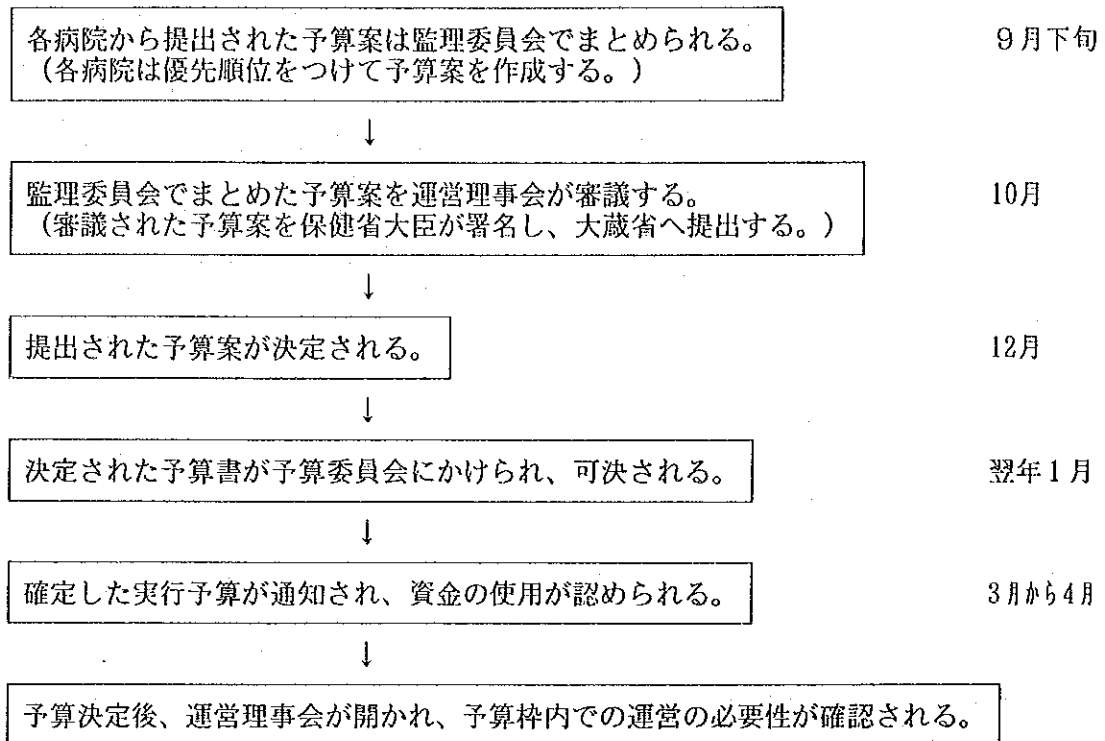 各病院から提出された予算案は監理委員会でまとめられる。 9月下旬
（各病院は優先順位をつけて予算案を作成する。）
↓
監理委員会でまとめた予算案を運営理事会が審議する。 10月
（審議された予算案を保健省大臣が署名し、大蔵省へ提出する。）
↓
提出された予算案が決定される。 12月
↓
決定された予算書が予算委員会にかけられ、可決される。 翌年1月
↓
確定した実行予算が通知され、資金の使用が認められる。 3月から4月
↓
予算決定後、運営理事会が開かれ、予算枠内での運営の必要性が確認される。